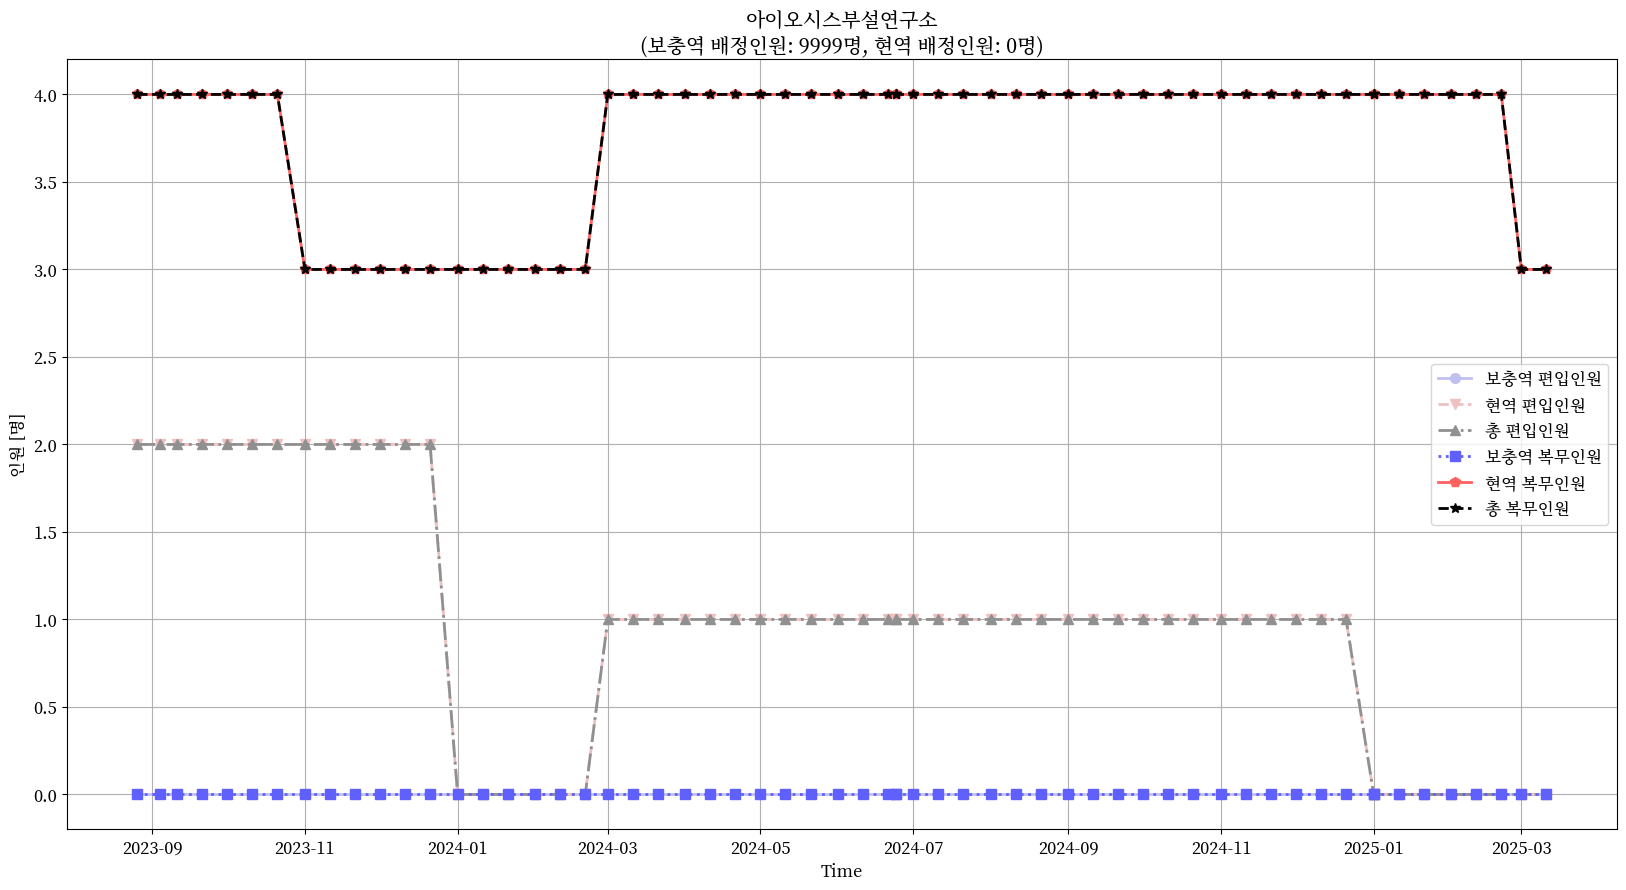 아이오시스부설연구소
(보충역 배정인원: 9999명, 현역 배정인원: 0명)
4.0
3.5
3.0
2.5
2.0
1.5
1.0
0.5
0.0
인원 [명]
보충역 편입인원
현역 편입인원
총 편입인원
보충역 복무인원
현역 복무인원
총 복무인원
2023-09 2023-11 2024-01 2024-03 2024-05 2024-07 2024-09 2024-11 2025-01 2025-03
Time